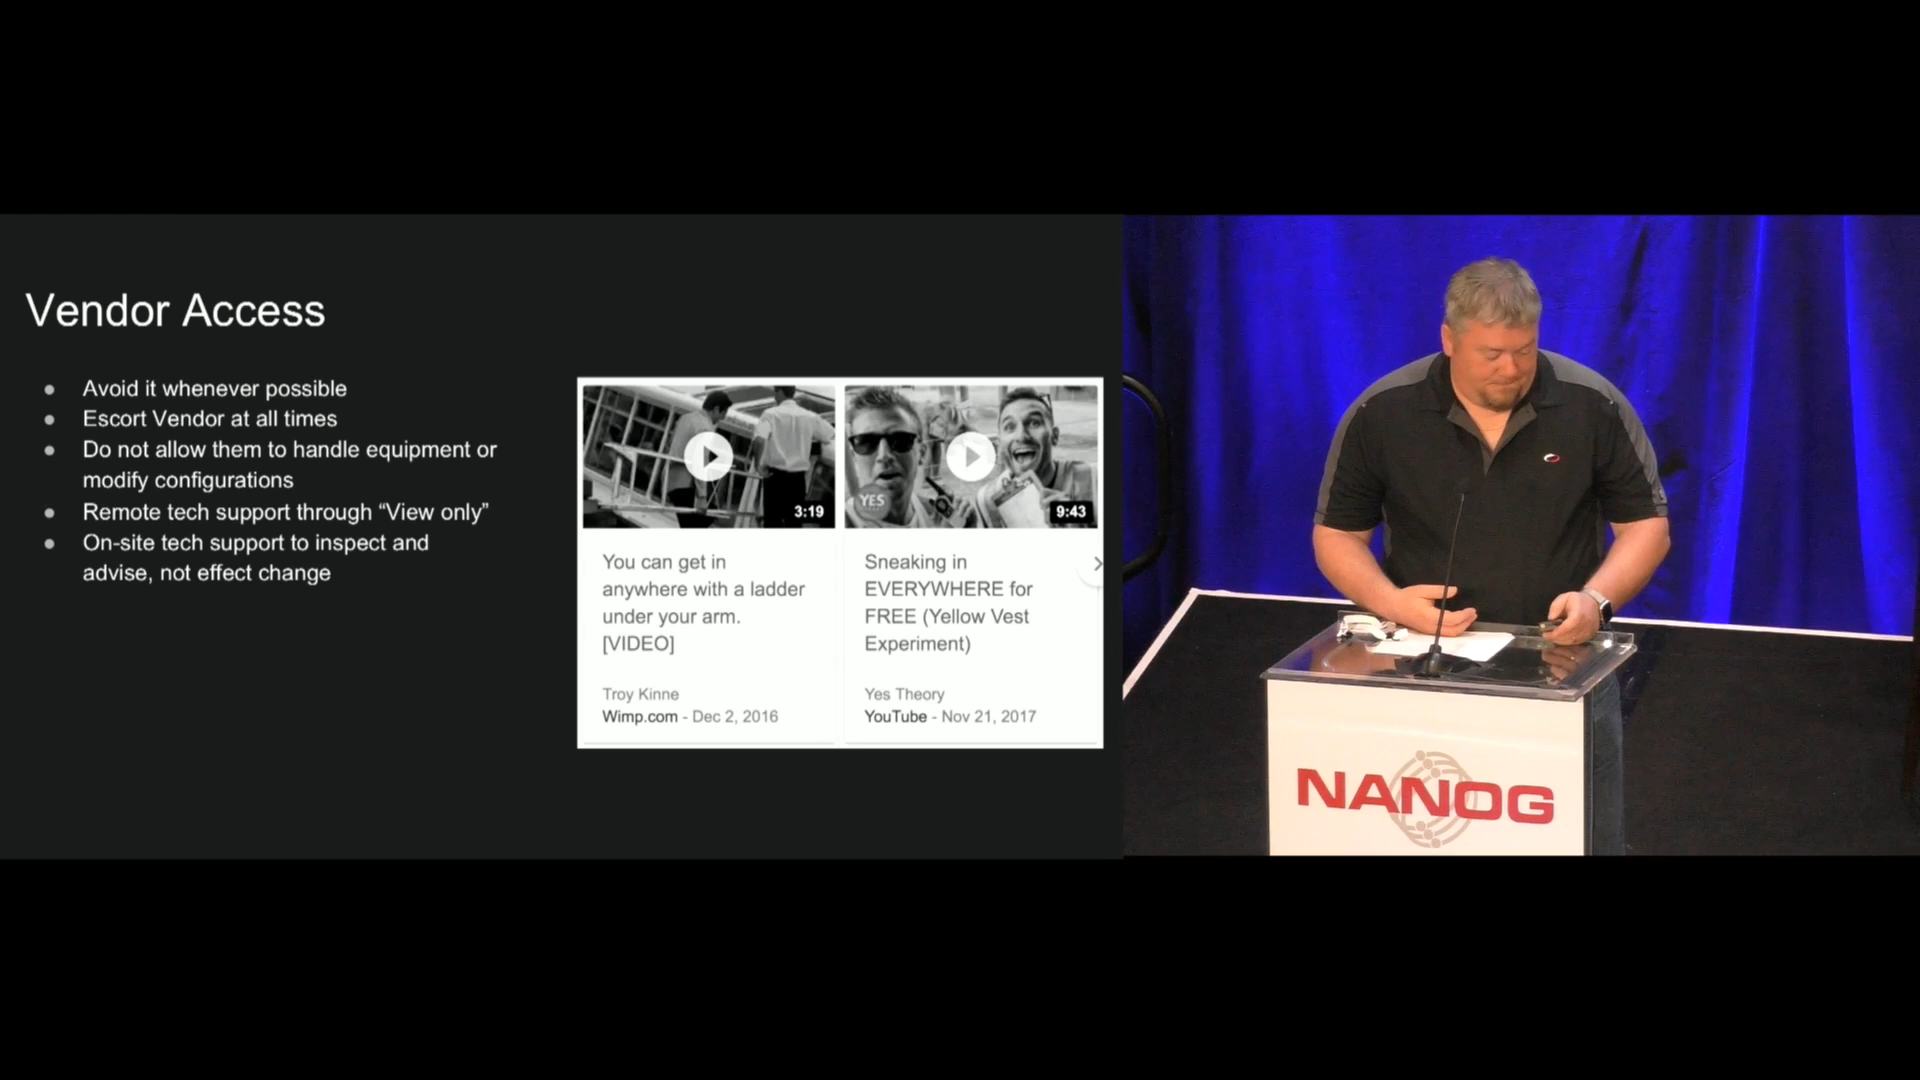 Vendor Access
● Avoid it whenever possible
● Escort Vendor at all times
● Do not allow them to handle equipment or
modify configurations
● Remote tech support through “View only”
● On-site tech support to inspect and
advise, not effect change
3:19
YES
9:43
You can get in
anywhere with a ladder
under your arm.
[VIDEO]
Troy Kinne
Wimp.com - Dec 2, 2016
Sneaking in
EVERYWHERE for
FREE (Yellow Vest
Experiment)
Yes Theory
YouTube - Nov 21, 2017
NANOG